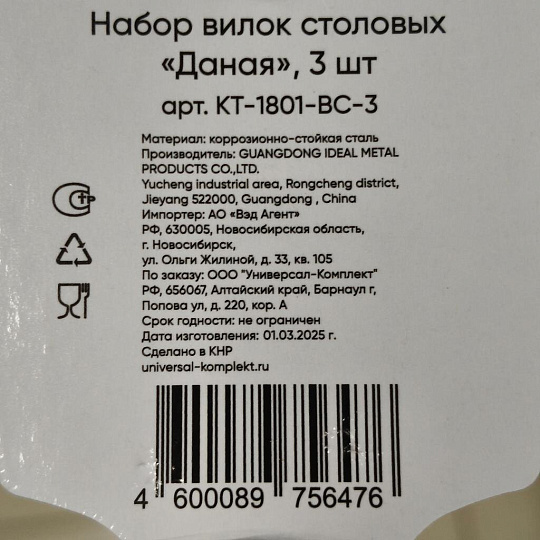 Набор вилок столовых
«Даная», 3 шт
арт. КТ-1801-ВС-3
Материал: коррозионно-стойкая сталь
Производитель: GUANGDONG IDEAL METAL
PRODUCTS CO.,LTD.
Yucheng industrial area, Rongcheng district,
Jieyang 522000, Guangdong , China
Импортер: АО «Вэд Агент»
РФ, 630005, Новосибирская область,
г. Новосибирск,
ул. Ольги Жилиной, д. 33, кв. 105
По заказу: ООО "Универсал-Комплект"
РФ, 656067, Алтайский край, Барнаул г,
Попова ул, д. 220, кор. А
Срок годности: не ограничен
Дата изготовления: 01.03.2025 г.
Сделано в КНР
universal-komplekt.ru
4 600089 756476 >